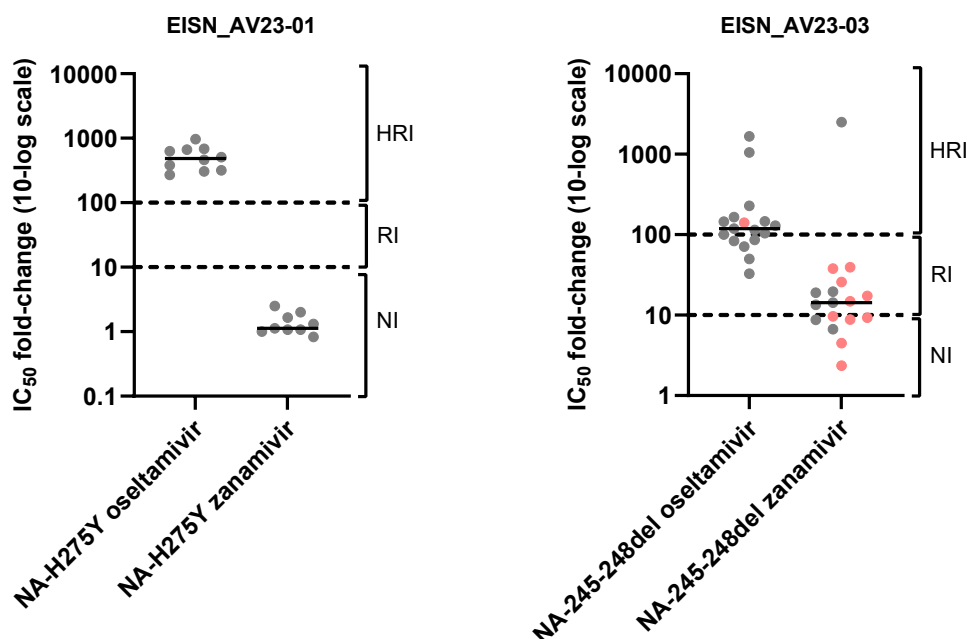 EISN_AV23-01
IC₅₀ fold-change (10-log scale)
10000
1000
100
10
1
0.1
HRI
RI
NI
NA-H275Y oseltamivir
NA-H275Y zanamivir
EISN_AV23-03
IC₅₀ fold-change (10-log scale)
10000
1000
100
10
1
HRI
RI
NI
NA-245-248del oseltamivir
NA-245-248del zanamivir